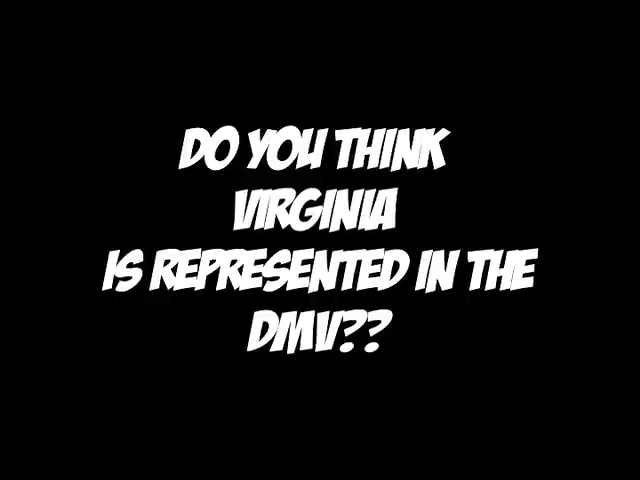 DO YOU THINK
VIRGINIA
IS REPRESENTED IN THE
DMV??